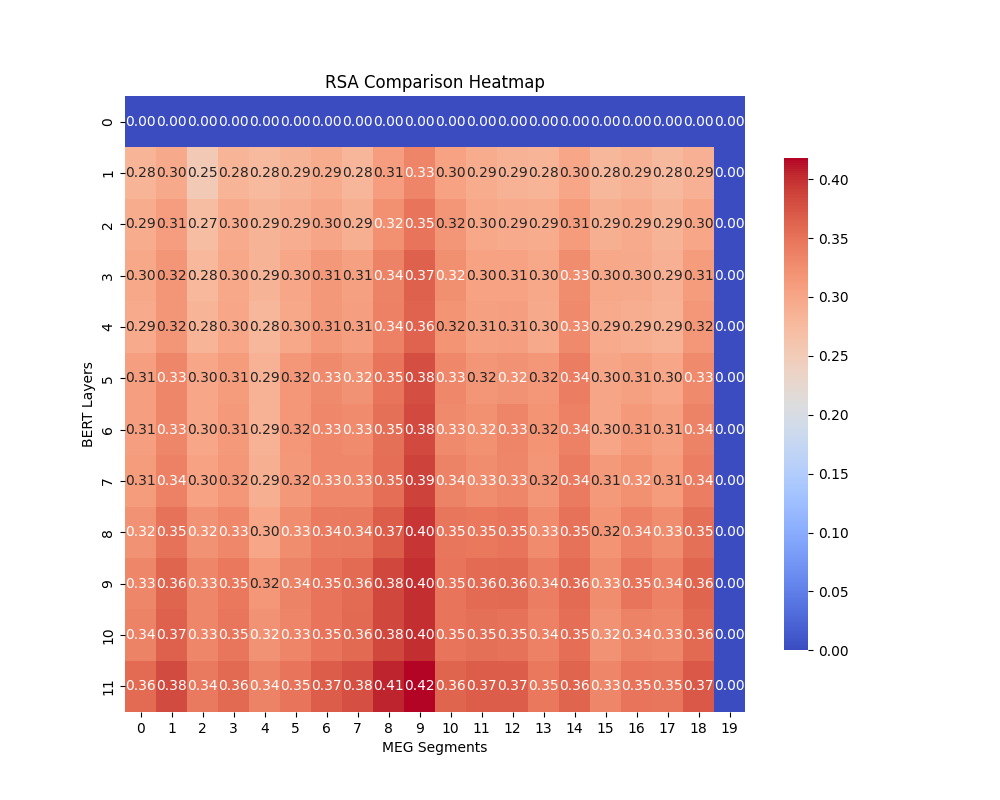 RSA Comparison Heatmap
0 0.00 0.00 0.00 0.00 0.00 0.00 0.00 0.00 0.00 0.00 0.00 0.00 0.00 0.00 0.00 0.00 0.00 0.00 0.00 0.00
1 0.28 0.30 0.25 0.28 0.28 0.29 0.29 0.28 0.31 0.33 0.30 0.29 0.29 0.28 0.30 0.28 0.29 0.28 0.29 0.00
2 0.29 0.31 0.27 0.30 0.29 0.29 0.30 0.29 0.32 0.35 0.32 0.30 0.29 0.29 0.31 0.29 0.29 0.29 0.30 0.00
3 0.30 0.32 0.28 0.30 0.29 0.30 0.31 0.31 0.34 0.37 0.32 0.30 0.31 0.30 0.33 0.30 0.30 0.29 0.31 0.00
4 0.29 0.32 0.28 0.30 0.28 0.30 0.31 0.31 0.34 0.36 0.32 0.31 0.31 0.30 0.33 0.29 0.29 0.29 0.32 0.00
5 0.31 0.33 0.30 0.31 0.29 0.32 0.33 0.32 0.35 0.38 0.33 0.32 0.32 0.32 0.34 0.30 0.31 0.30 0.33 0.00
6 0.31 0.33 0.30 0.31 0.29 0.32 0.33 0.33 0.35 0.38 0.33 0.32 0.33 0.32 0.34 0.30 0.31 0.31 0.34 0.00
7 0.31 0.34 0.30 0.32 0.29 0.32 0.33 0.33 0.35 0.39 0.34 0.33 0.33 0.32 0.34 0.31 0.32 0.31 0.34 0.00
8 0.32 0.35 0.32 0.33 0.30 0.33 0.34 0.34 0.37 0.40 0.35 0.35 0.35 0.33 0.35 0.32 0.34 0.33 0.35 0.00
9 0.33 0.36 0.33 0.35 0.32 0.34 0.35 0.36 0.38 0.40 0.35 0.36 0.36 0.34 0.36 0.33 0.35 0.34 0.36 0.00
10 0.34 0.37 0.33 0.35 0.32 0.33 0.35 0.36 0.38 0.40 0.35 0.35 0.35 0.34 0.35 0.32 0.34 0.33 0.36 0.00
11 0.36 0.38 0.34 0.36 0.34 0.35 0.37 0.38 0.41 0.42 0.36 0.37 0.37 0.35 0.36 0.33 0.35 0.35 0.37 0.00
0 1 2 3 4 5 6 7 8 9 10 11 12 13 14 15 16 17 18 19
MEG Segments
BERT Layers
0.40
0.35
0.30
0.25
0.20
0.15
0.10
0.05
0.00